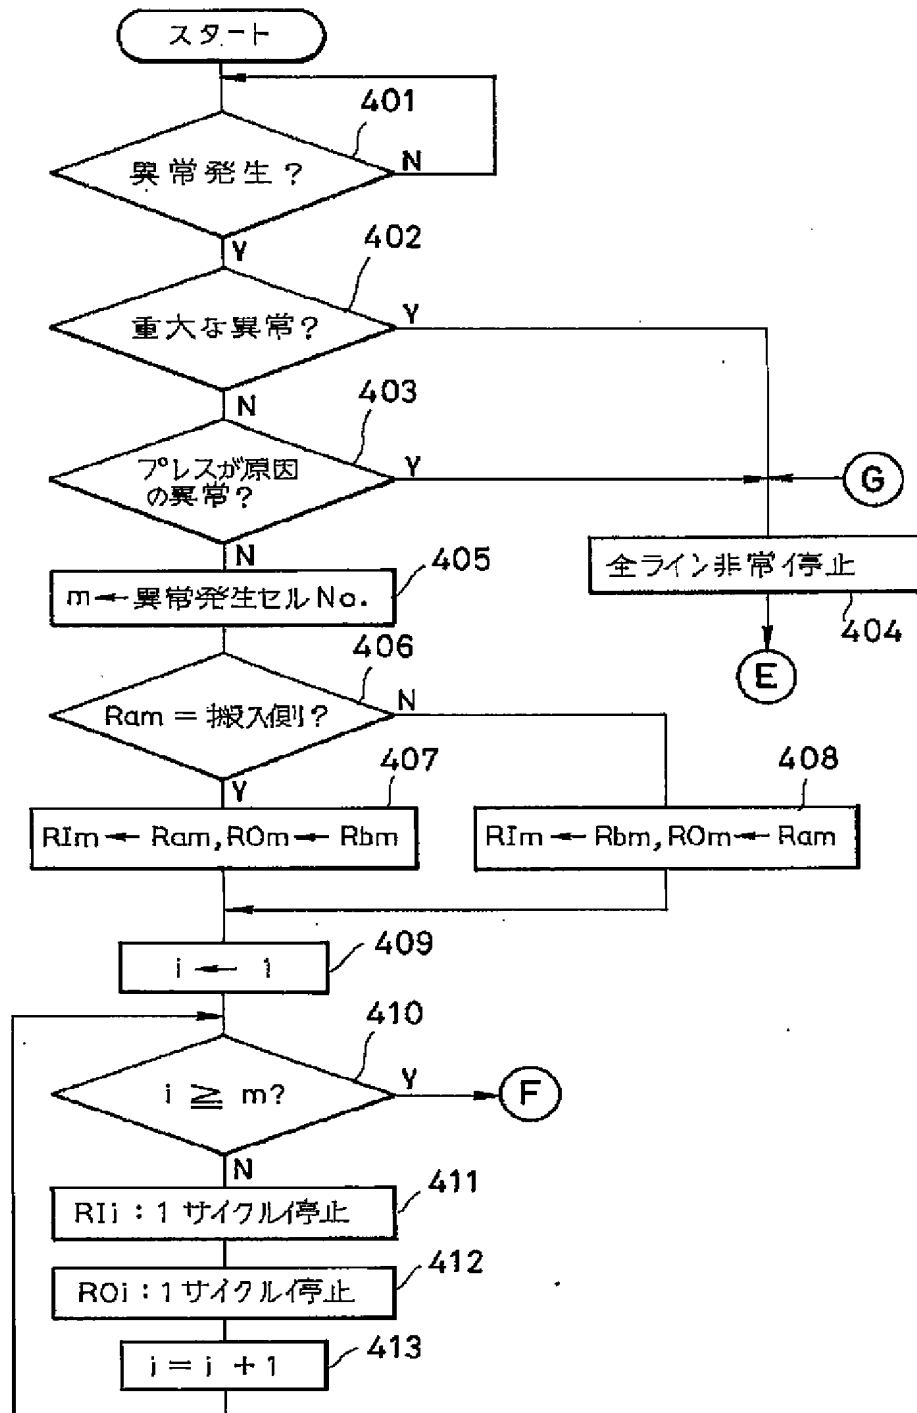 スタート
401
異常発生?
N
Y
402
重大な異常?
Y
N
403
プレスが原因
の異常?
Y
G
N
405
m←異常発生セルNo.
全ライン非常停止
404
E
406
Ram=搬入側?
N
Y
407
RIm←Ram,ROm←Rbm
408
RIm←Rbm,ROm←Ram
409
i←1
410
i≧m?
Y
F
N
411
RIi:1サイクル停止
412
ROi:1サイクル停止
413
i=i+1